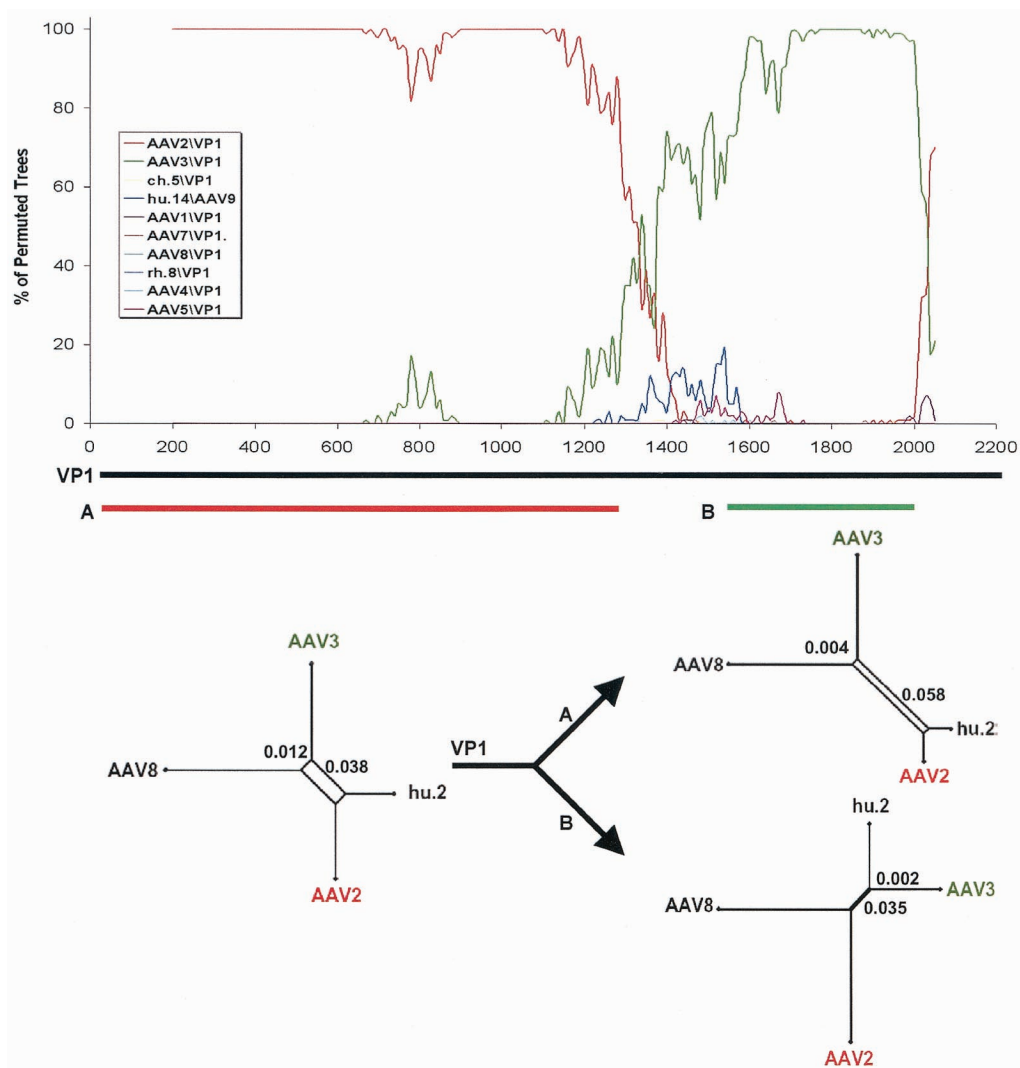 % of Permuted Trees
100
80
60
40
20
0
AAV2\VP1
AAV3\VP1
ch.5\VP1
hu.14\AAV9
AAV1\VP1
AAV7\VP1.
AAV8\VP1
rh.8\VP1
AAV4\VP1
AAV5\VP1
0 200 400 600 800 1000 1200 1400 1600 1800 2000 2200
VP1
A B
AAV3
AAV8
0.004
0.058
hu.2
AAV2
AAV3
0.012
0.038
AAV8
hu.2
AAV2
VP1
A
B
hu.2
0.002
AAV3
AAV8
0.035
AAV2